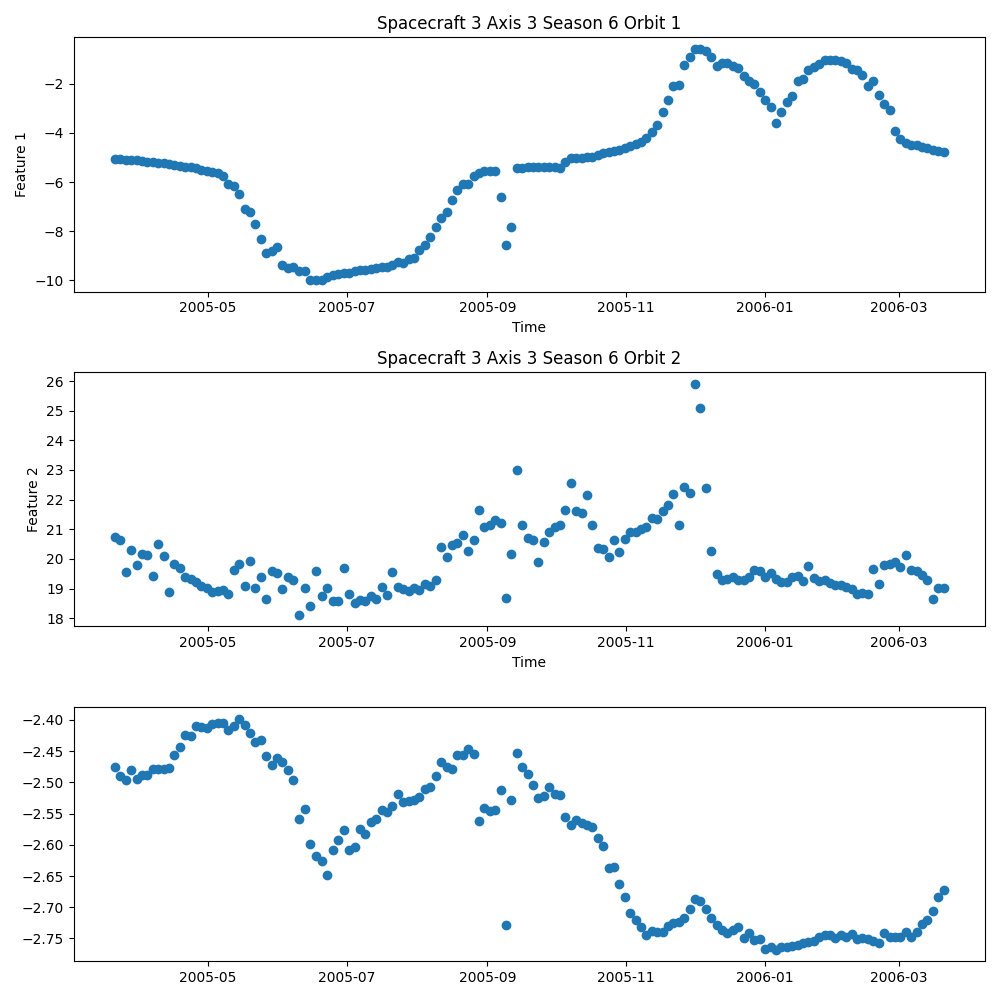 Spacecraft 3 Axis 3 Season 6 Orbit 1
Feature 1
−2
−4
−6
−8
−10
2005-05 2005-07 2005-09 2005-11 2006-01 2006-03
Time
Spacecraft 3 Axis 3 Season 6 Orbit 2
Feature 2
26
25
24
23
22
21
20
19
18
2005-05 2005-07 2005-09 2005-11 2006-01 2006-03
Time
−2.40
−2.45
−2.50
−2.55
−2.60
−2.65
−2.70
−2.75
2005-05 2005-07 2005-09 2005-11 2006-01 2006-03